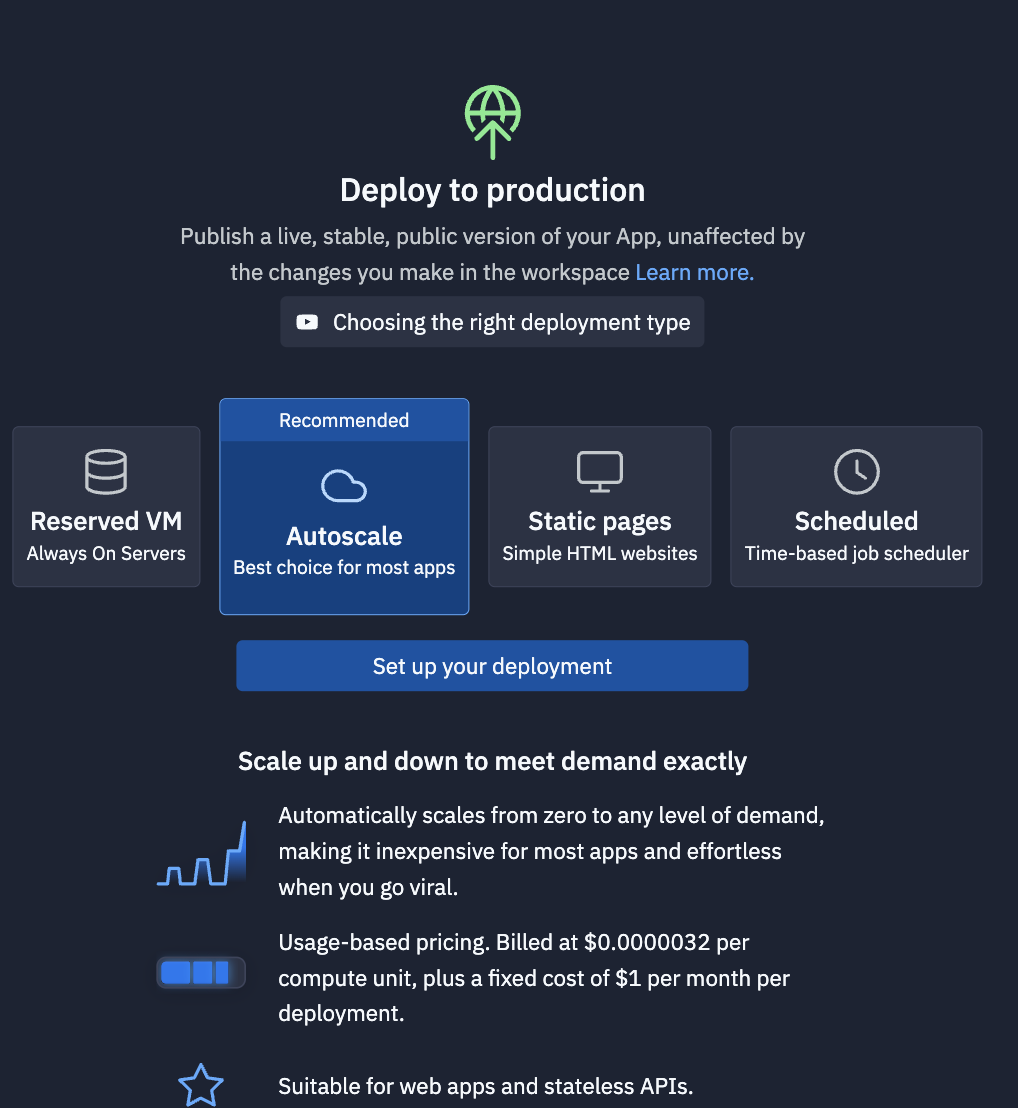 Deploy to production
Publish a live, stable, public version of your App, unaffected by
the changes you make in the workspace Learn more.
Choosing the right deployment type
Reserved VM
Always On Servers
Recommended
Autoscale
Best choice for most apps
Static pages
Simple HTML websites
Scheduled
Time-based job scheduler
Set up your deployment
Scale up and down to meet demand exactly
Automatically scales from zero to any level of demand,
making it inexpensive for most apps and effortless
when you go viral.
Usage-based pricing. Billed at $0.0000032 per
compute unit, plus a fixed cost of $1 per month per
deployment.
Suitable for web apps and stateless APIs.